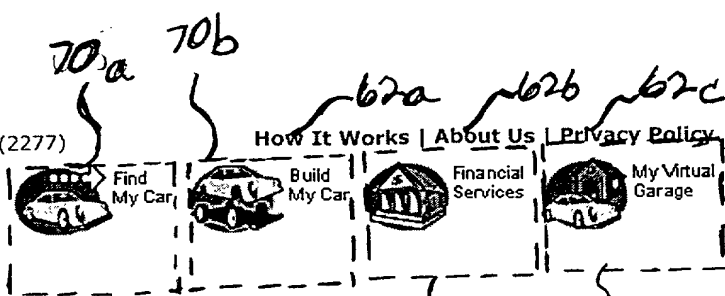 70a 70b 62a 62b 62c
(2277) How It Works | About Us | Privacy Policy
Find Build Financial My Virtual
My Car My Car Services Garage